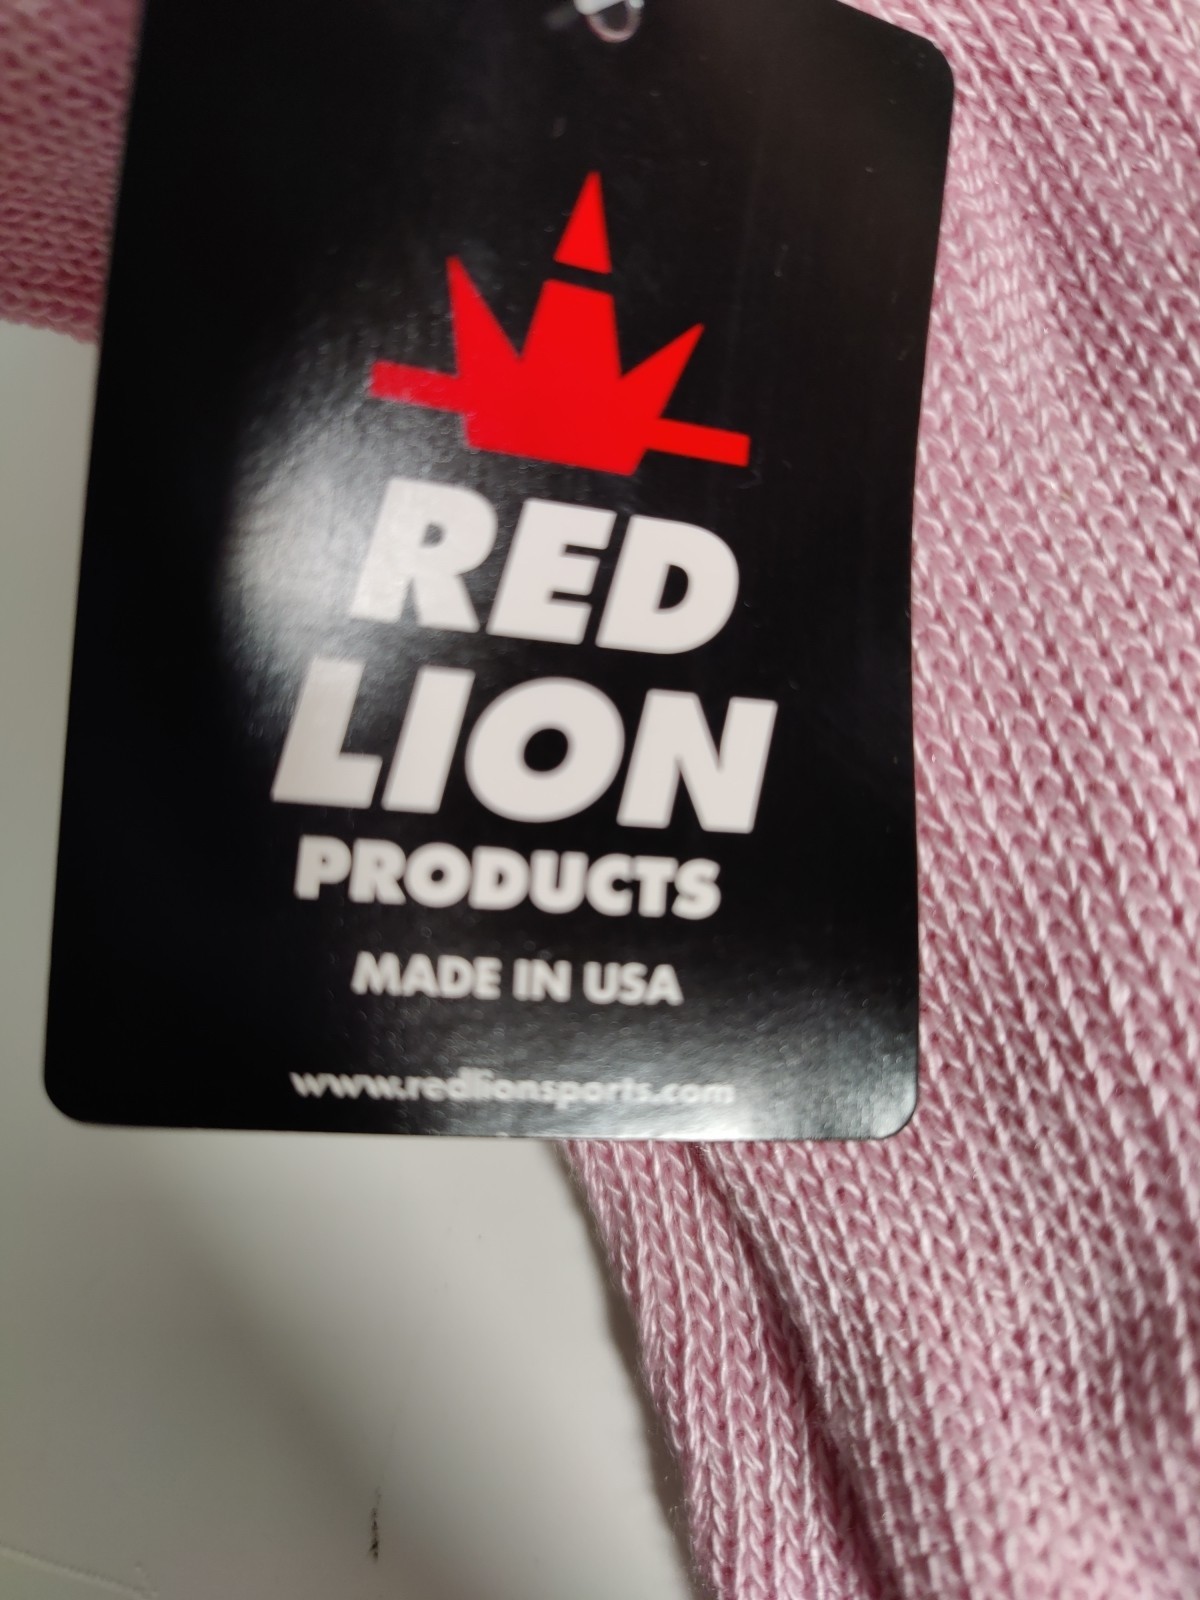 RED
LION
PRODUCTS
MADE IN USA
www.redlionsports.com